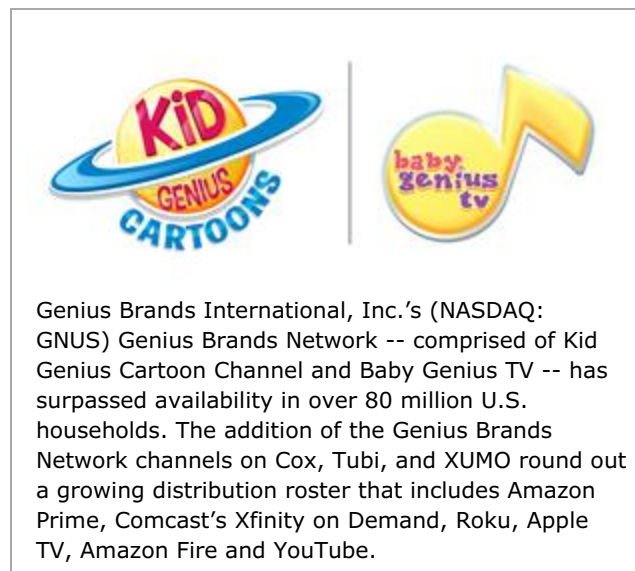 KiD
GENIUS
CARTOONS
baby
genius
tv
Genius Brands International, Inc.’s (NASDAQ:
GNUS) Genius Brands Network -- comprised of Kid
Genius Cartoon Channel and Baby Genius TV -- has
surpassed availability in over 80 million U.S.
households. The addition of the Genius Brands
Network channels on Cox, Tubi, and XUMO round out
a growing distribution roster that includes Amazon
Prime, Comcast’s Xfinity on Demand, Roku, Apple
TV, Amazon Fire and YouTube.